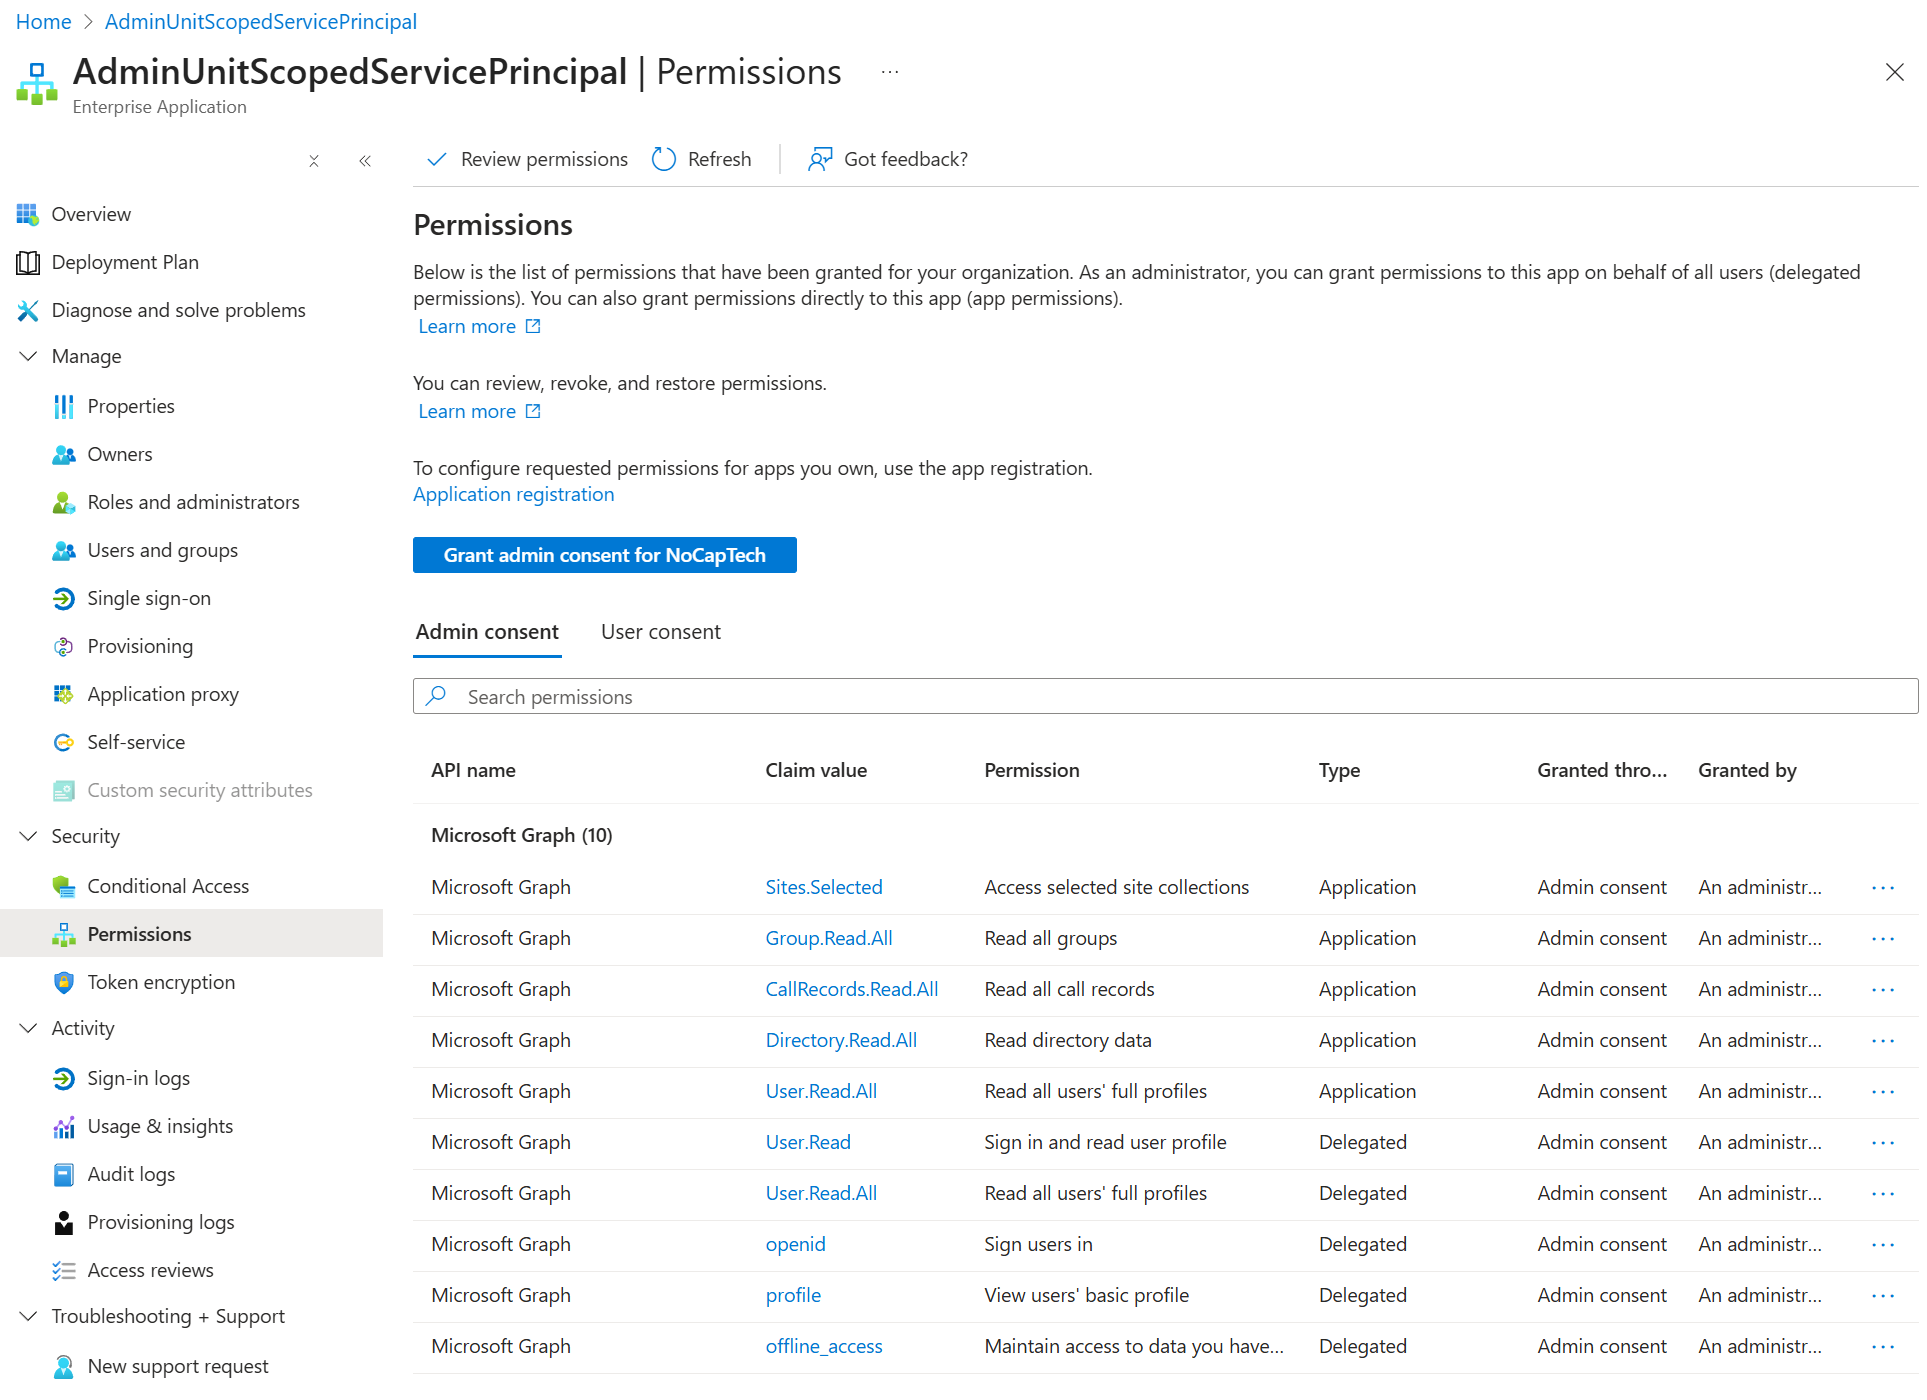 Home > AdminUnitScopedServicePrincipal
AdminUnitScopedServicePrincipal | Permissions ...
Enterprise Application
Review permissions Refresh Got feedback?
Overview
Deployment Plan
Diagnose and solve problems
Manage
Properties
Owners
Roles and administrators
Users and groups
Single sign-on
Provisioning
Application proxy
Self-service
Custom security attributes
Security
Conditional Access
Permissions
Token encryption
Activity
Sign-in logs
Usage & insights
Audit logs
Provisioning logs
Access reviews
Troubleshooting + Support
New support request
Permissions
Below is the list of permissions that have been granted for your organization. As an administrator, you can grant permissions to this app on behalf of all users (delegated
permissions). You can also grant permissions directly to this app (app permissions).
Learn more
You can review, revoke, and restore permissions.
Learn more
To configure requested permissions for apps you own, use the app registration.
Application registration
Grant admin consent for NoCapTech
Admin consent User consent
Search permissions
API name Claim value Permission Type Granted thro... Granted by
Microsoft Graph (10)
Microsoft Graph Sites.Selected Access selected site collections Application Admin consent An administr... ...
Microsoft Graph Group.Read.All Read all groups Application Admin consent An administr... ...
Microsoft Graph CallRecords.Read.All Read all call records Application Admin consent An administr... ...
Microsoft Graph Directory.Read.All Read directory data Application Admin consent An administr... ...
Microsoft Graph User.Read.All Read all users' full profiles Application Admin consent An administr... ...
Microsoft Graph User.Read Sign in and read user profile Delegated Admin consent An administr... ...
Microsoft Graph User.Read.All Read all users' full profiles Delegated Admin consent An administr... ...
Microsoft Graph openid Sign users in Delegated Admin consent An administr... ...
Microsoft Graph profile View users' basic profile Delegated Admin consent An administr... ...
Microsoft Graph offline_access Maintain access to data you have... Delegated Admin consent An administr... ...